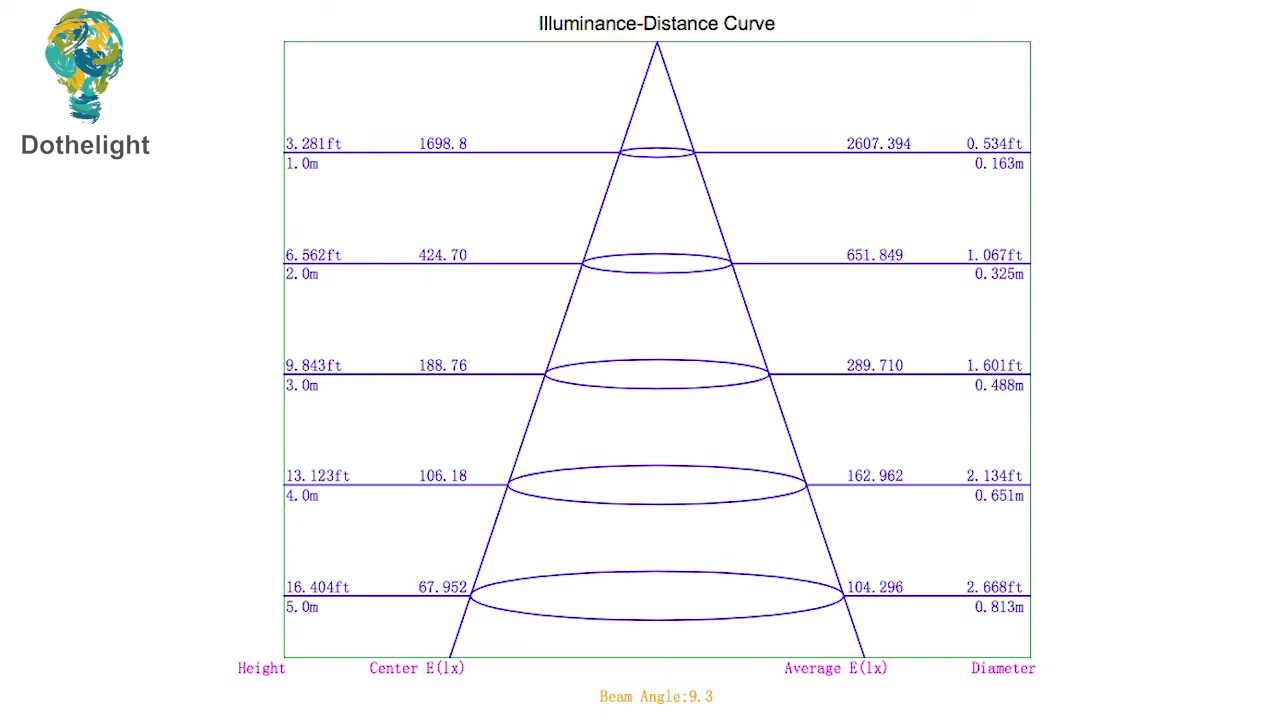 Illuminance-Distance Curve
Dothelight
3.281ft 1698.8 2607.394 0.534ft
1.0m 0.163m
6.562ft 424.70 651.849 1.067ft
2.0m 0.325m
9.843ft 188.76 289.710 1.601ft
3.0m 0.488m
13.123ft 106.18 162.962 2.134ft
4.0m 0.651m
16.404ft 67.952 104.296 2.668ft
5.0m 0.813m
Height Center E(lx) Average E(lx) Diameter
Beam Angle:9.3